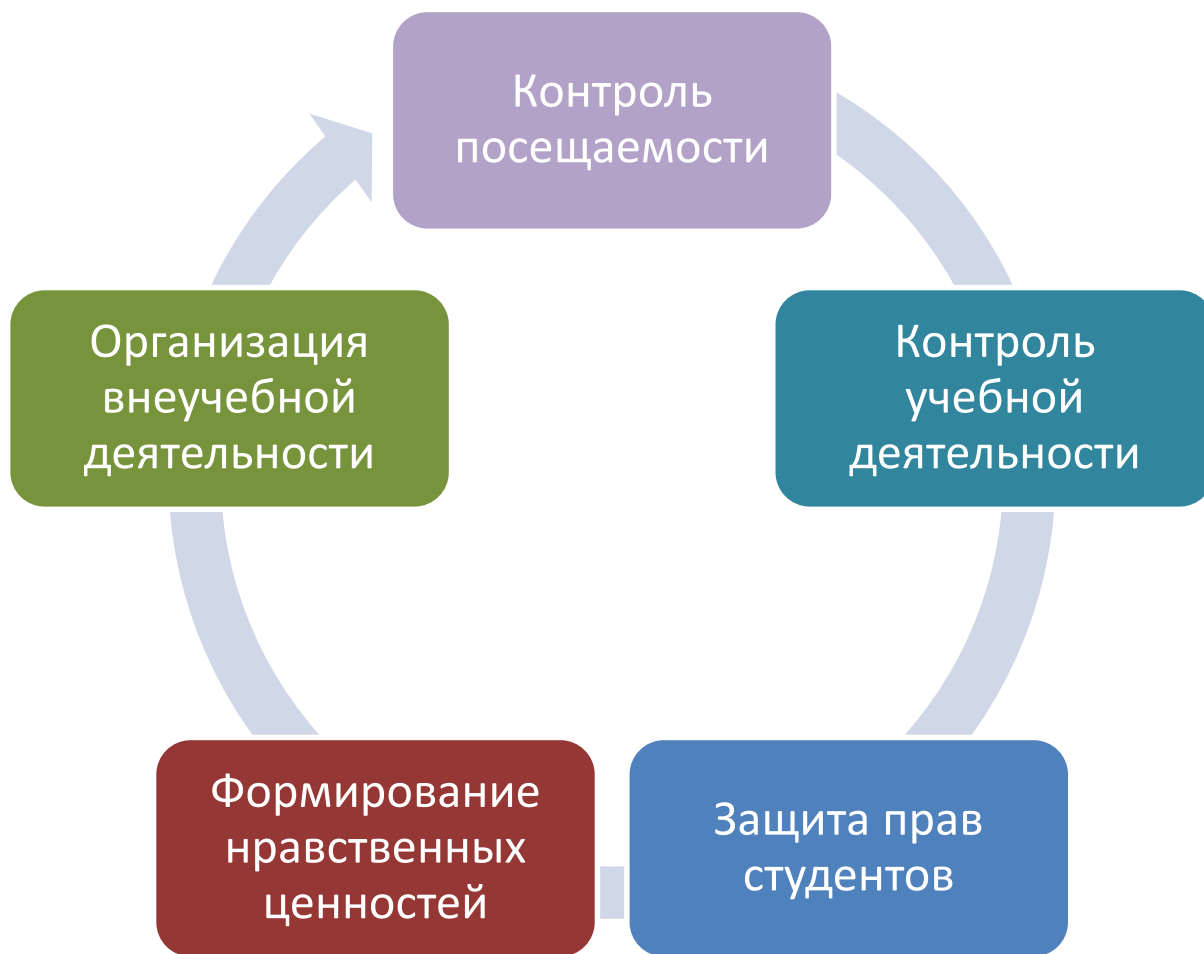 Контроль
посещаемости
Контроль
учебной
деятельности
Защита прав
студентов
Формирование
нравственных
ценностей
Организация
внеучебной
деятельности